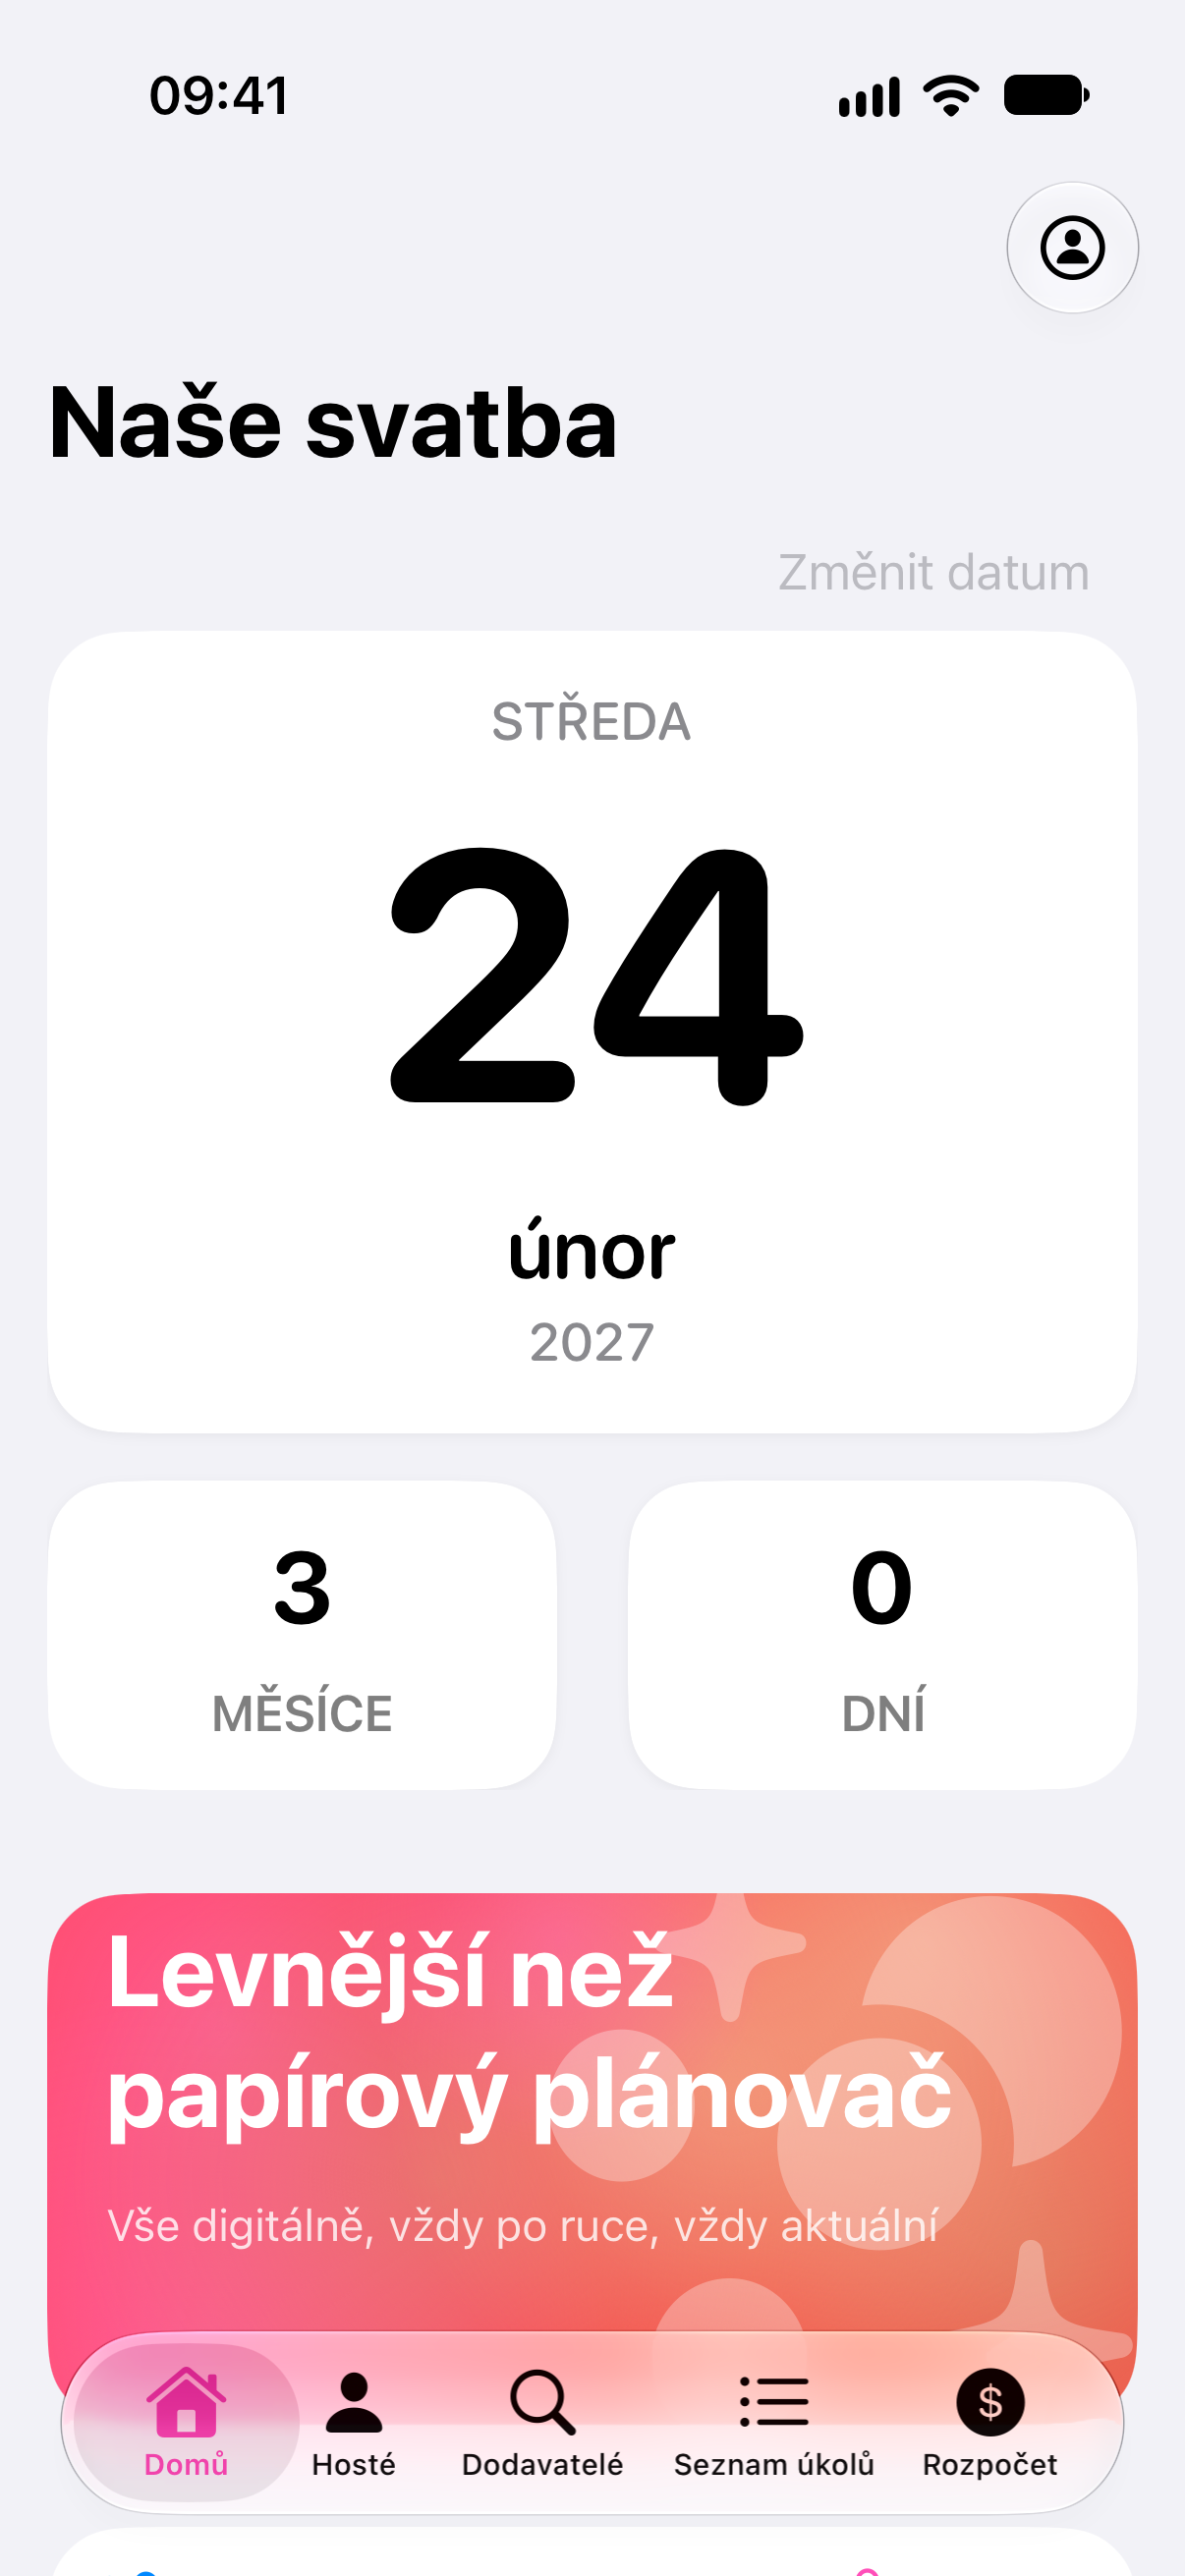 09:41
Naše svatba
Změnit datum
STŘEDA
24
únor
2027
3
MĚSÍCE
0
DNÍ
Levnější než
papírový plánovač
Vše digitálně, vždy po ruce, vždy aktuální
$
Domů
Hosté
Dodavatelé
Seznam úkolů
Rozpočet